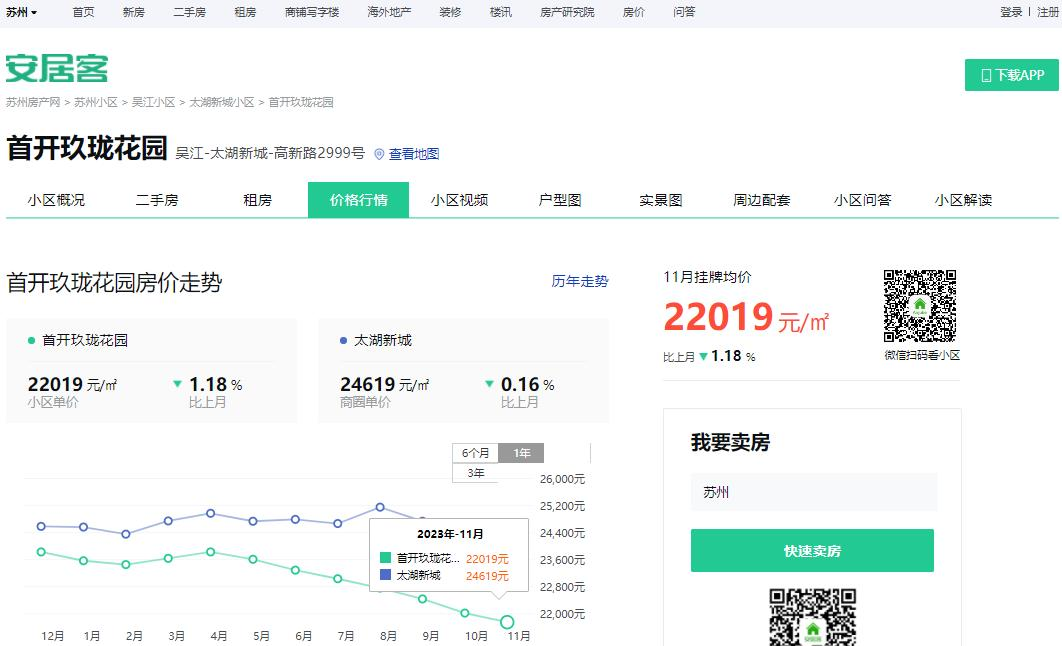 苏州 首页 新房 二手房 租房 商铺写字楼 海外地产 装修 楼讯 房产研究院 房价 问答 登录 | 注册
安居客
下载APP
苏州房产网 > 苏州小区 > 吴江小区 > 太湖新城小区 > 首开玖珑花园
首开玖珑花园 吴江-太湖新城-高新路2999号 查看地图
小区概况 二手房 租房 价格行情 小区视频 户型图 实景图 周边配套 小区问答 小区解读
首开玖珑花园房价走势 历年走势
首开玖珑花园
22019 元/㎡ 1.18 %
小区单价 比上月
太湖新城
24619 元/㎡ 0.16 %
商圈单价 比上月
6个月 1年
3年
26,000元
25,200元
24,400元
23,600元
22,800元
22,000元
2023年-11月
首开玖珑花... 22019元
太湖新城 24619元
12月 1月 2月 3月 4月 5月 6月 7月 8月 9月 10月 11月
11月挂牌均价
22019 元/㎡
比上月 1.18 %
微信扫码看小区
我要卖房
苏州
快速卖房